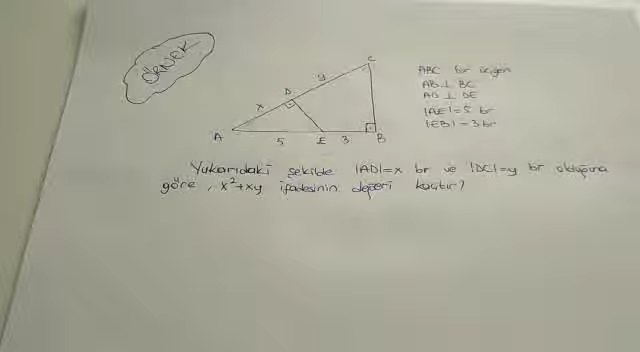 ÖRNEK
C
y
D
x
A
5
E
3
B
ABC bir üçgen
AB ⊥ BC
AD ⊥ DE
|AE|=5 br
|EB|=3 br
Yukarıdaki şekilde |AD|=x br ve |DC|=y br olduğuna
göre, x²+xy ifadesinin değeri kaçtır?